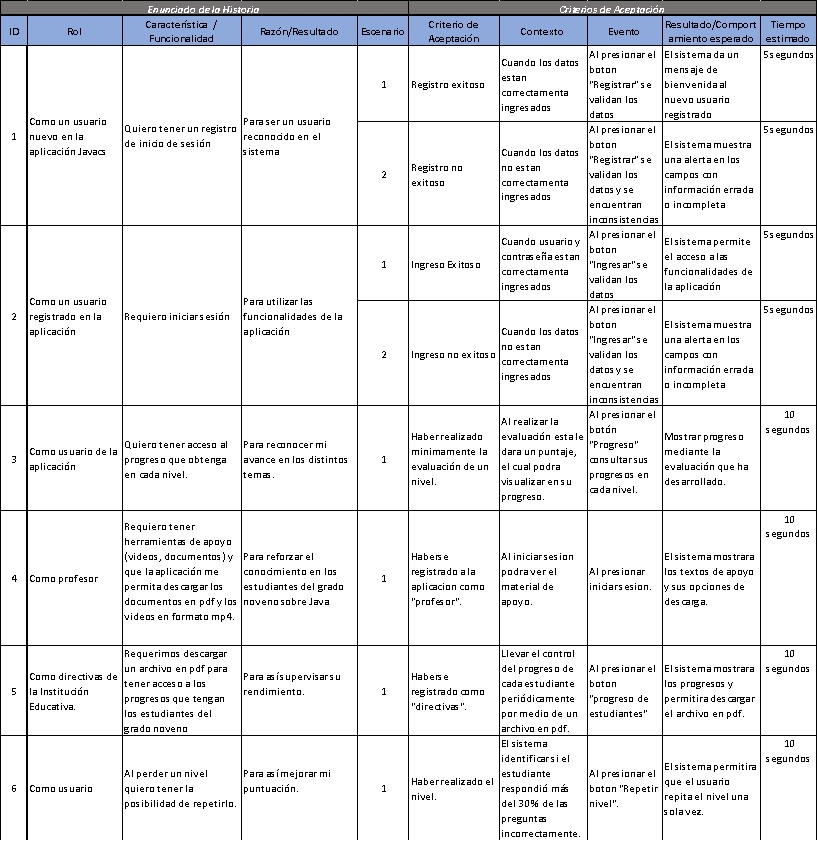 Enunciado de la Historia
Criterios de Aceptación
ID
Rol
Característica /
Funcionalidad
Razón/Resultado
Escenario
Criterio de
Aceptación
Contexto
Evento
Resultado/Comport
amiento esperado
Tiempo
estimado
1
Como un usuario
nuevo en la
aplicación Javacs
Quiero tener un registro
de inicio de sesión
Para ser un usuario
reconocido en el
sistema
1
Registro exitoso
Cuando los datos
estan
correctamenta
ingresados
Al presionar el
boton
"Registrar" se
validan los
datos
El sistema da un
mensaje de
bienvenida al
nuevo usuario
registrado
5 segundos
2
Registro no
exitoso
Cuando los datos
no estan
correctamenta
ingresados
Al presionar el
boton
"Registrar" se
validan los
datos y se
encuentran
inconsistencias
El sistema muestra
una alerta en los
campos con
información errada
o incompleta
5 segundos
2
Como un usuario
registrado en la
aplicación
Requiero iniciar sesión
Para utilizar las
funcionalidades de la
aplicación
1
Ingreso Exitoso
Cuando usuario y
contraseña estan
correctamenta
ingresados
Al presionar el
boton
"Ingresar" se
validan los
datos
El sistema permite
el acceso a las
funcionalidades de
la aplicación
5 segundos
2
Ingreso no exitoso
Cuando los datos
no estan
correctamenta
ingresados
Al presionar el
boton
"Ingresar" se
validan los
datos y se
encuentran
inconsistencias
El sistema muestra
una alerta en los
campos con
información errada
o incompleta
5 segundos
3
Como usuario de la
aplicación
Quiero tener acceso al
progreso que obtenga
en cada nivel.
Para reconocer mi
avance en los distintos
temas.
1
Haber realizado
minimamente la
evaluación de un
nivel.
Al realizar la
evaluación esta le
dara un puntaje,
el cual podra
visualizar en su
progreso.
Al presionar el
botón
"Progreso"
consultar sus
progresos en
cada nivel.
Mostrar progreso
mediante la
evaluación que ha
desarrollado.
10
segundos
4
Como profesor
Requiero tener
herramientas de apoyo
(videos, documentos) y
que la aplicación me
permita descargar los
documentos en pdf y los
videos en formato mp4.
Para reforzar el
conocimiento en los
estudiantes del grado
noveno sobre Java
1
Haberse
registrado a la
aplicacion como
"profesor".
Al iniciar sesion
podra ver el
material de
apoyo.
Al presionar
iniciar sesion.
El sistema mostrara
los textos de apoyo
y sus opciones de
descarga.
10
segundos
5
Como directivas de
la Institución
Educativa.
Requerimos descargar
un archivo en pdf para
tener acceso a los
progresos que tengan
los estudiantes del
grado noveno
Para así supervisar su
rendimiento.
1
Haberse
registrado como
"directivas".
Llevar el control
del progreso de
cada estudiante
periódicamente
por medio de un
archivo en pdf.
Al presionar el
boton
"progreso de
estudiantes"
El sistema mostrara
los progresos y
permitira descargar
el archivo en pdf.
10
segundos
6
Como usuario
Al perder un nivel
quiero tener la
posibilidad de repetirlo.
Para así mejorar mi
puntuación.
1
Haber realizado el
nivel.
El sistema
identificar si el
estudiante
respondió más
del 30% de las
preguntas
incorrectamente.
Al presionar el
boton "Repetir
nivel".
El sistema permitira
que el usuario
repita el nivel una
sola vez.
10
segundos